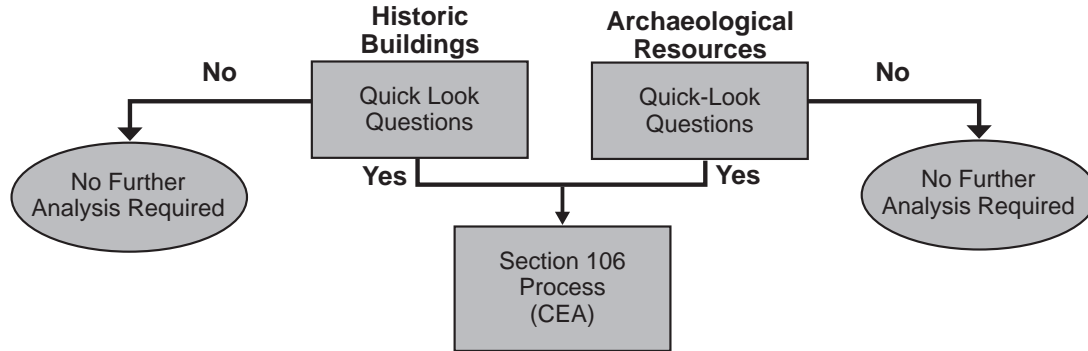 Historic
Buildings
Archaeological
Resources
No
Quick Look
Questions
Quick-Look
Questions
No
No Further
Analysis Required
Yes
Yes
No Further
Analysis Required
Section 106
Process
(CEA)